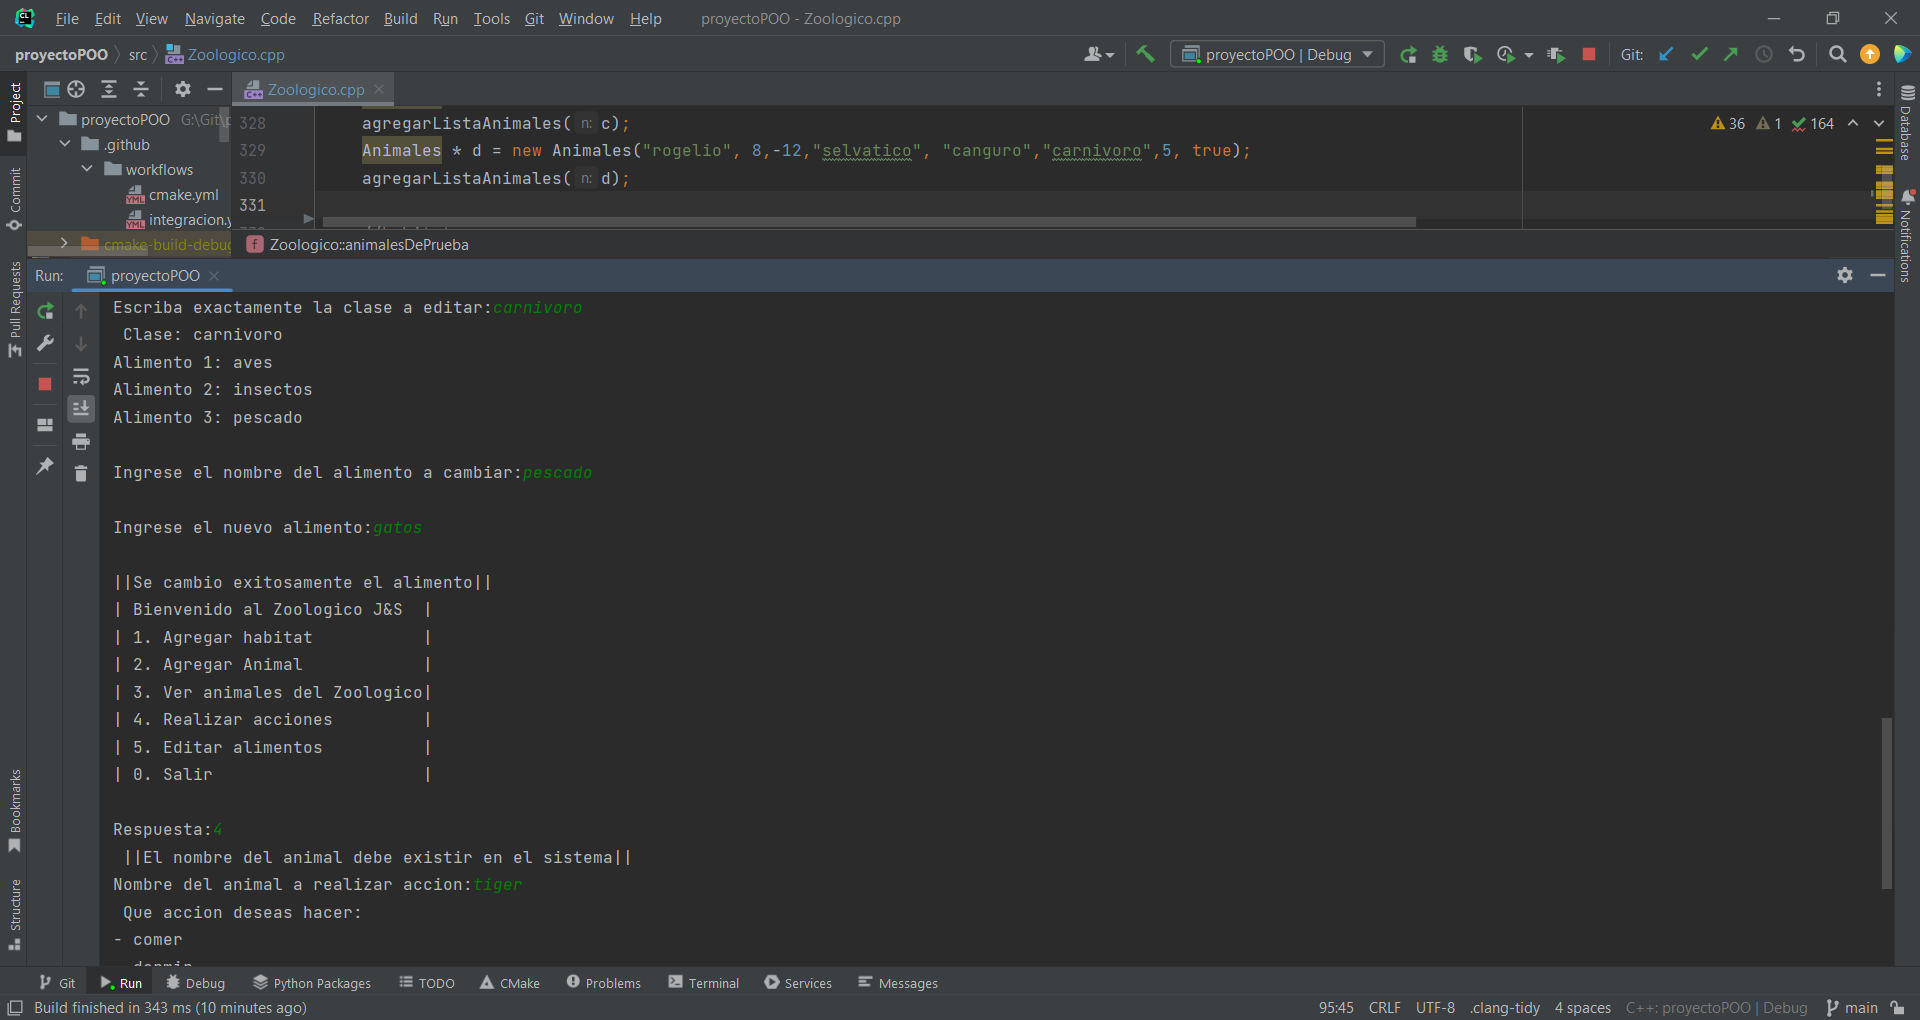 File Edit View Navigate Code Refactor Build Run Tools Git Window Help proyectoPOO - Zoologico.cpp
proyectoPOO src Zoologico.cpp proyectoPOO | Debug Git:
Project
Zoologico.cpp
proyectoPOO G:\Git\p
.github
workflows
cmake.yml
integracion.y
cmake-build-debug
328 agregarListaAnimales( n: c);
329 Animales * d = new Animales("rogelio", 8,-12,"selvatico", "canguro","carnivoro",5, true);
330 agregarListaAnimales( n: d);
331
36 1 164
Zoologico::animalesDePrueba
Database
Notifications
Commit
Pull Requests
Bookmarks
Structure
Run: proyectoPOO
Escriba exactamente la clase a editar:carnivoro
Clase: carnivoro
Alimento 1: aves
Alimento 2: insectos
Alimento 3: pescado
Ingrese el nombre del alimento a cambiar:pescado
Ingrese el nuevo alimento:gatos
||Se cambio exitosamente el alimento||
| Bienvenido al Zoologico J&S |
| 1. Agregar habitat |
| 2. Agregar Animal |
| 3. Ver animales del Zoologico|
| 4. Realizar acciones |
| 5. Editar alimentos |
| 0. Salir |
Respuesta:4
||El nombre del animal debe existir en el sistema||
Nombre del animal a realizar accion:tiger
Que accion deseas hacer:
- comer
Git Run Debug Python Packages TODO CMake Problems Terminal Services Messages
Build finished in 343 ms (10 minutes ago) 95:45 CRLF UTF-8 .clang-tidy 4 spaces C++: proyectoPOO | Debug main